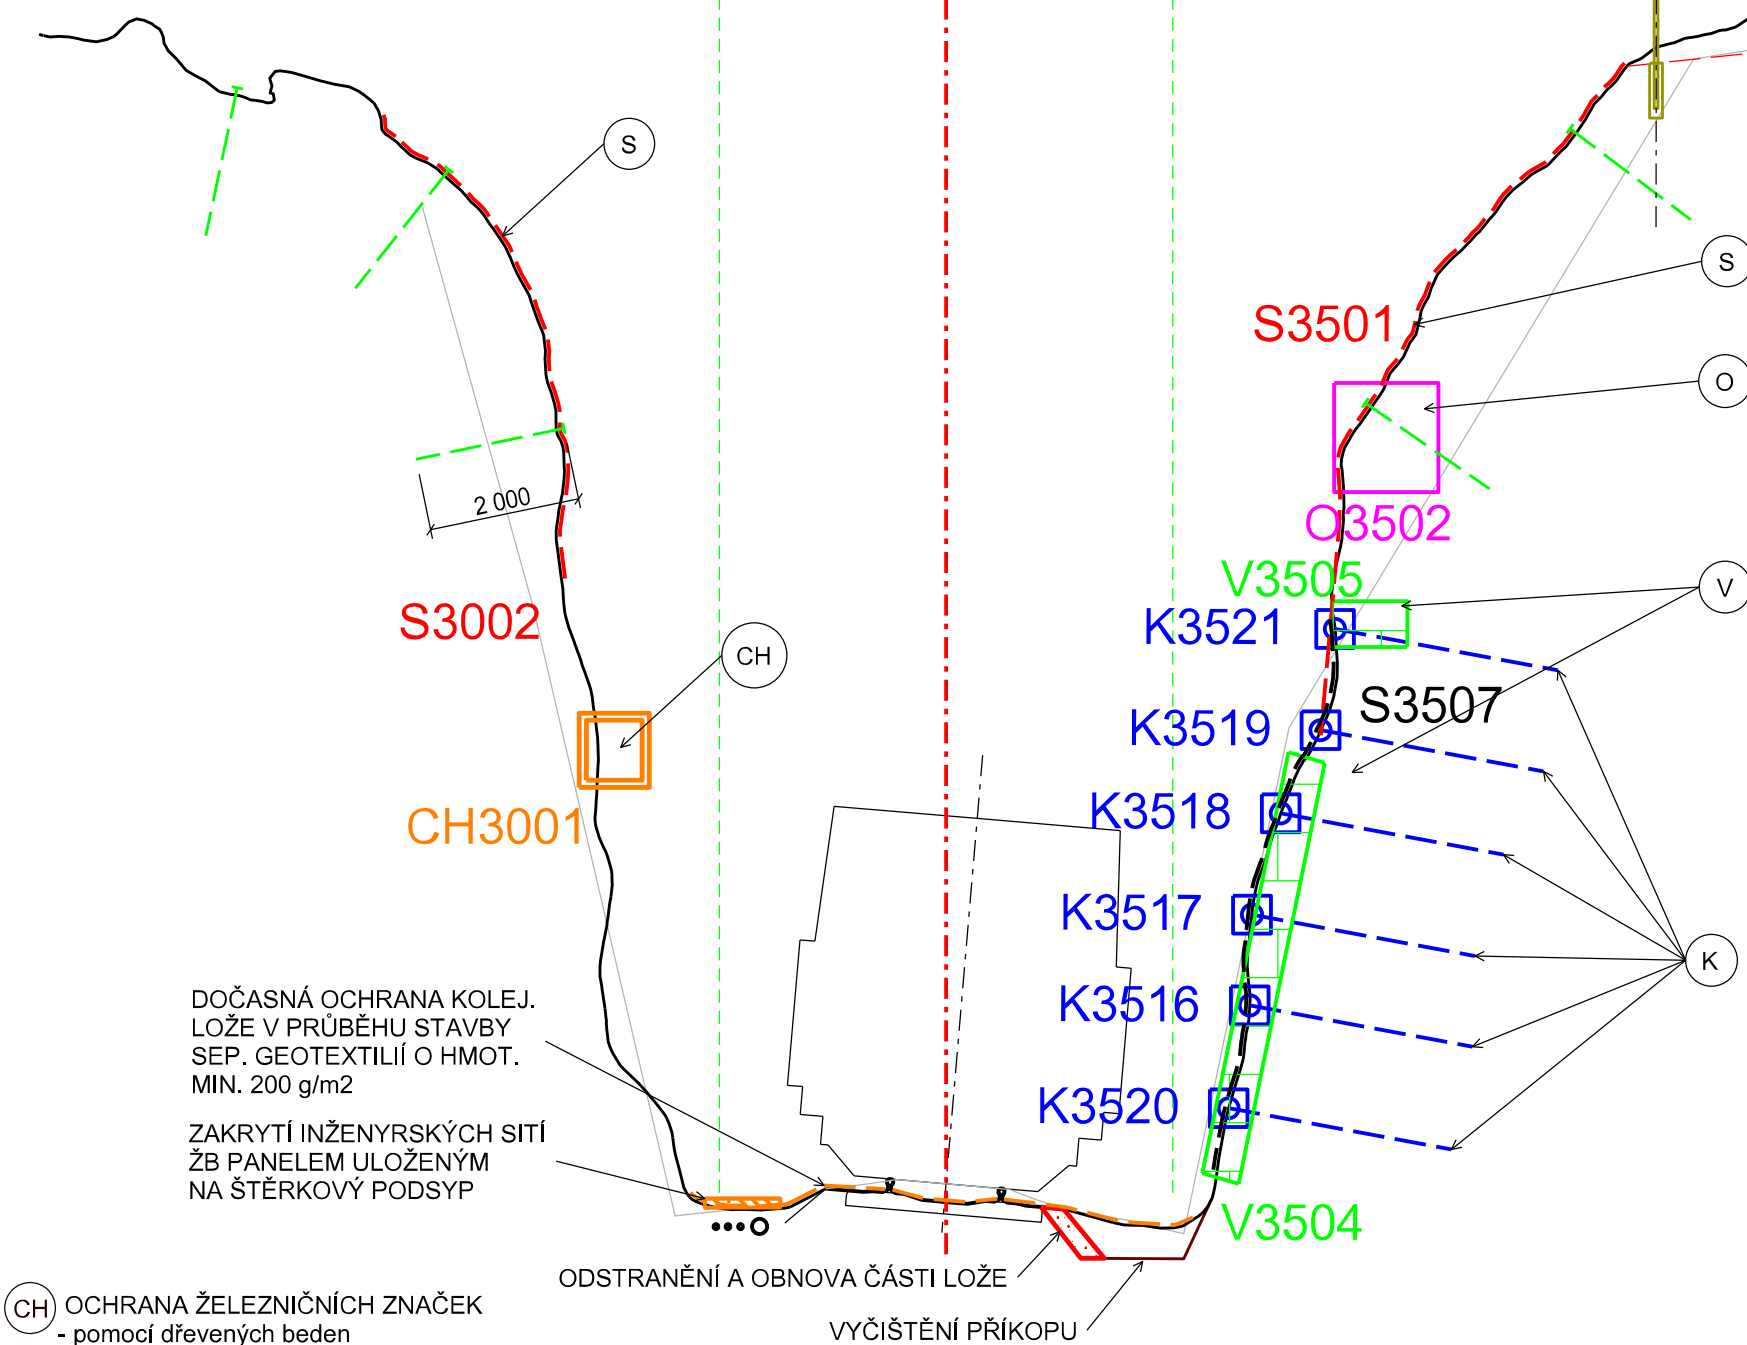 S
S
S3501
O
2 000
O3502
V3505
V
S3002
K3521
CH
S3507
K3519
CH3001
K3518
K3517
K
DOČASNÁ OCHRANA KOLEJ.
LOŽE V PRŮBĚHU STAVBY
SEP. GEOTEXTILIÍ O HMOT.
MIN. 200 g/m2
K3516
K3520
ZAKRYTÍ INŽENYRSKÝCH SITÍ
ŽB PANELEM ULOŽENÝM
NA ŠTĚRKOVÝ PODSYP
V3504
ODSTRANĚNÍ A OBNOVA ČÁSTI LOŽE
VYČIŠTĚNÍ PŘÍKOPU
CH OCHRANA ŽELEZNIČNÍCH ZNAČEK
- pomocí dřevených beden